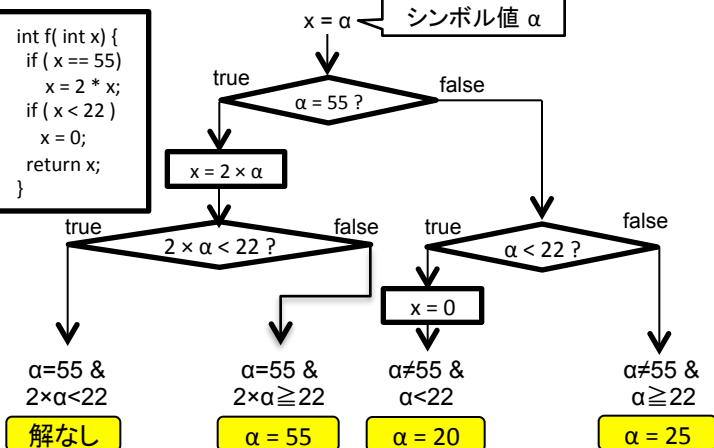 int f( int x) {
if ( x == 55)
x = 2 * x;
if ( x < 22 )
x = 0;
return x;
}
x = α
シンボル値 α
true
false
α = 55 ?
x = 2 × α
true
false
2 × α < 22 ?
true
false
α < 22 ?
x = 0
α=55 &
2×α<22
解なし
α=55 &
2×α≧22
α = 55
α≠55 &
α<22
α = 20
α≠55 &
α≧22
α = 25